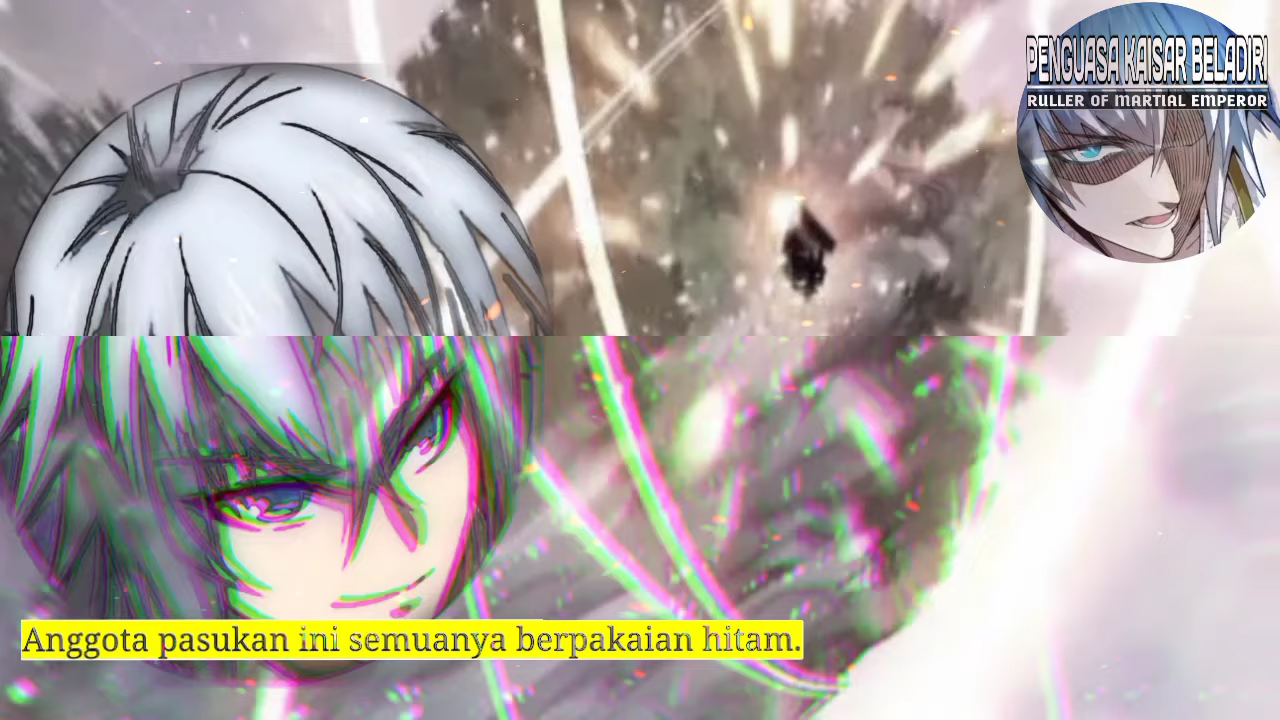 PENGUASA KAISAR BELADIRI
RULLER OF MARTIAL EMPEROR
Anggota pasukan ini semuanya berpakaian hitam.